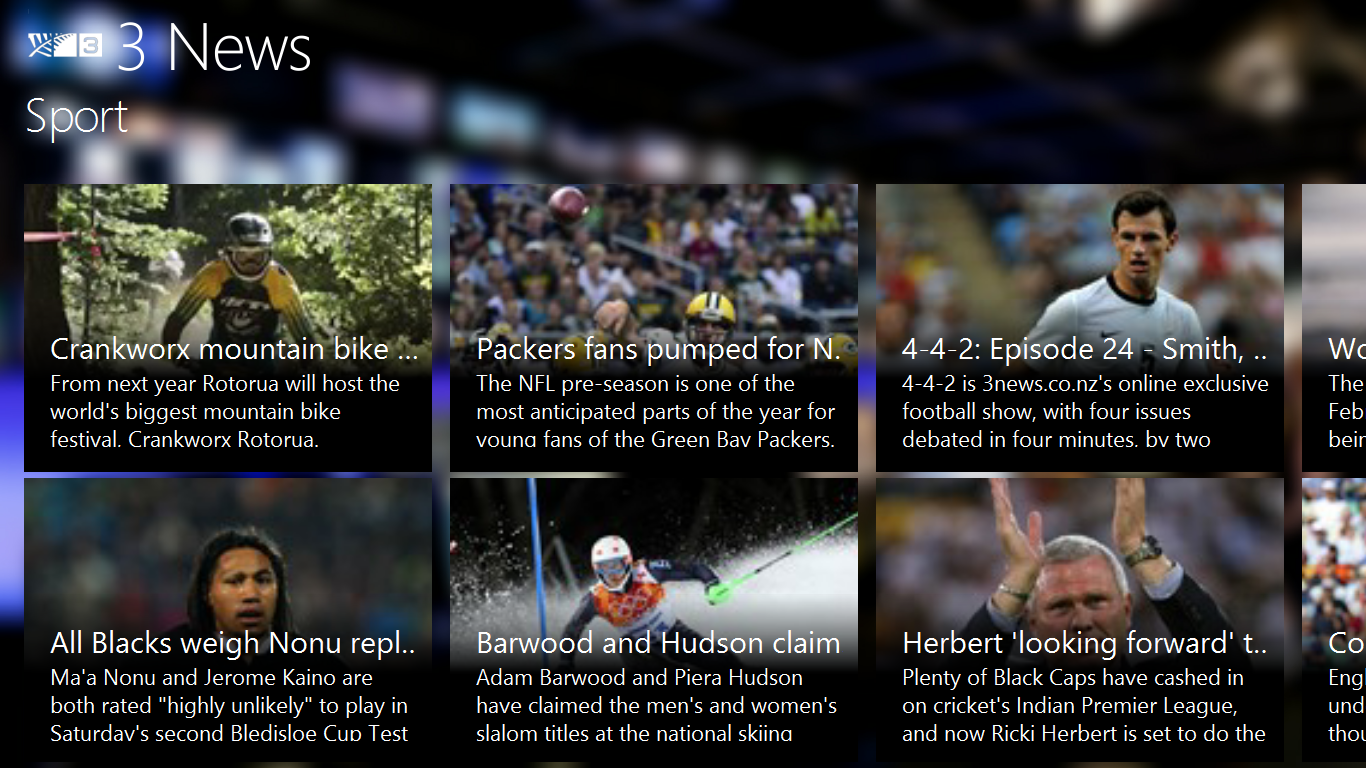 3 3 News
Sport
Crankworx mountain bike ...
From next year Rotorua will host the
world's biggest mountain bike
festival. Crankworx Rotorua.
Packers fans pumped for N.
The NFL pre-season is one of the
most anticipated parts of the year for
young fans of the Green Bay Packers.
4-4-2: Episode 24 - Smith, ..
4-4-2 is 3news.co.nz's online exclusive
football show, with four issues
debated in four minutes. by two
Wo
The
Feb
bein
All Blacks weigh Nonu repl..
Ma'a Nonu and Jerome Kaino are
both rated "highly unlikely" to play in
Saturday's second Bledisloe Cup Test
Barwood and Hudson claim
Adam Barwood and Piera Hudson
have claimed the men's and women's
slalom titles at the national skiing
Herbert 'looking forward' t..
Plenty of Black Caps have cashed in
on cricket's Indian Premier League,
and now Ricki Herbert is set to do the
Co
Engl
und
thou